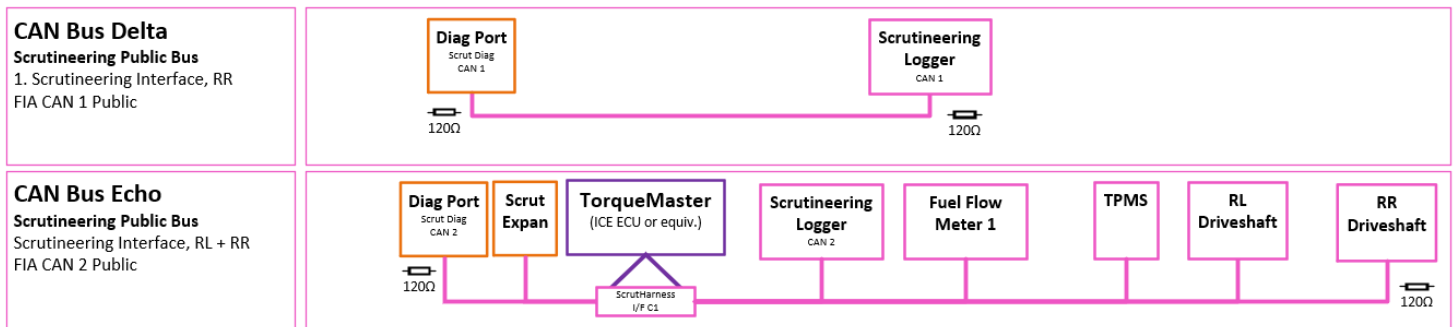 CAN Bus Delta
Scrutineering Public Bus
1. Scrutineering Interface, RR
FIA CAN 1 Public
Diag Port
Scrut Diag
CAN 1
120Ω
Scrutineering
Logger
CAN 1
120Ω
CAN Bus Echo
Scrutineering Public Bus
Scrutineering Interface, RL + RR
FIA CAN 2 Public
Diag Port
Scrut Diag
CAN 2
120Ω
Scrut
Expan
TorqueMaster
(ICE ECU or equiv.)
ScrutHarness
I/F C1
Scrutineering
Logger
CAN 2
Fuel Flow
Meter 1
TPMS
RL
Driveshaft
RR
Driveshaft
120Ω